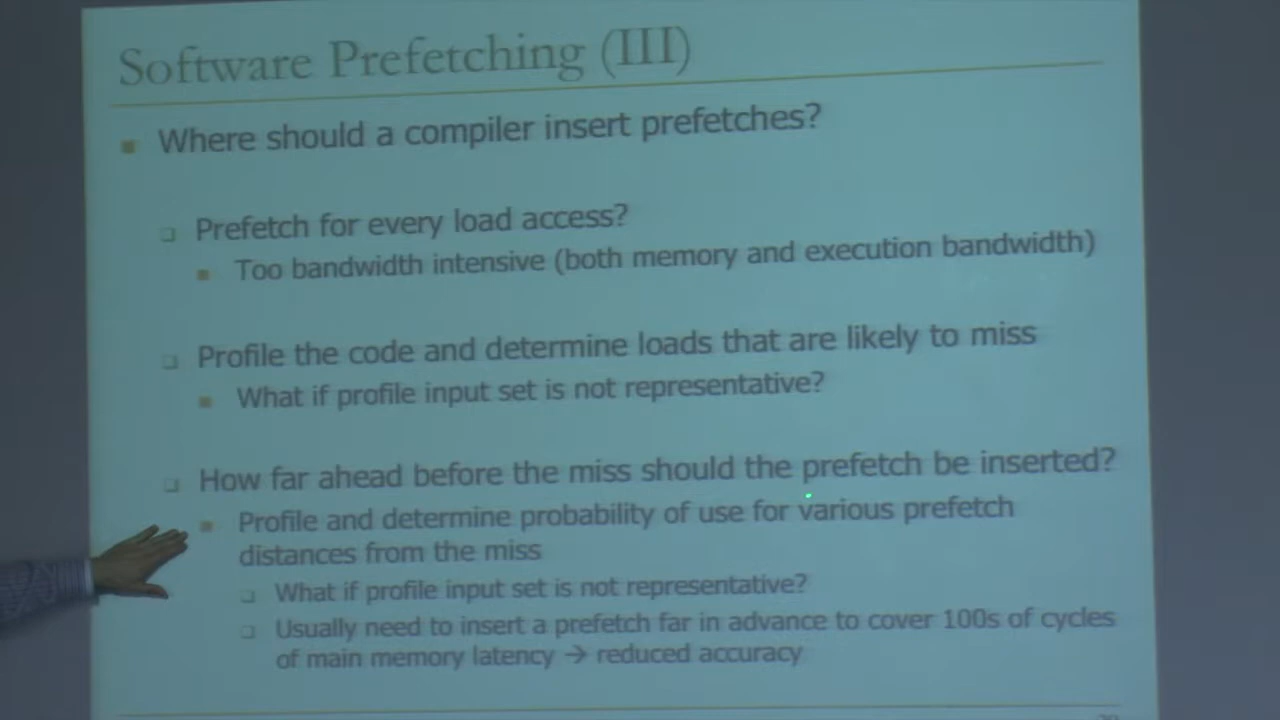 Software Prefetching (III)
Where should a compiler insert prefetches?
Prefetch for every load access?
Too bandwidth intensive (both memory and execution bandwidth)
Profile the code and determine loads that are likely to miss
What if profile input set is not representative?
How far ahead before the miss should the prefetch be inserted?
Profile and determine probability of use for various prefetch
distances from the miss
What if profile input set is not representative?
Usually need to insert a prefetch far in advance to cover 100s of cycles
of main memory latency → reduced accuracy